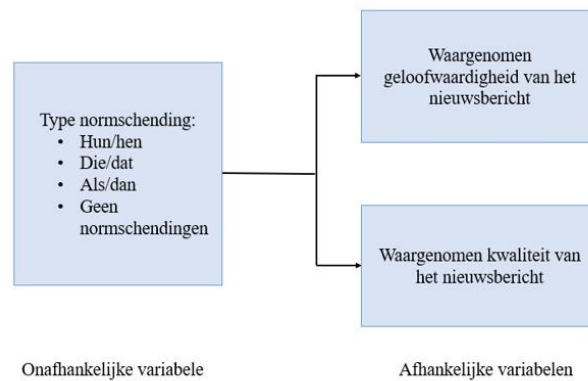 Type normschending:
• Hun/hen
• Die/dat
• Als/dan
• Geen
normschendingen
Waargenomen
geloofwaardigheid van het
nieuwsbericht
Waargenomen kwaliteit van
het nieuwsbericht
Onafhankelijke variabele
Afhankelijke variabelen